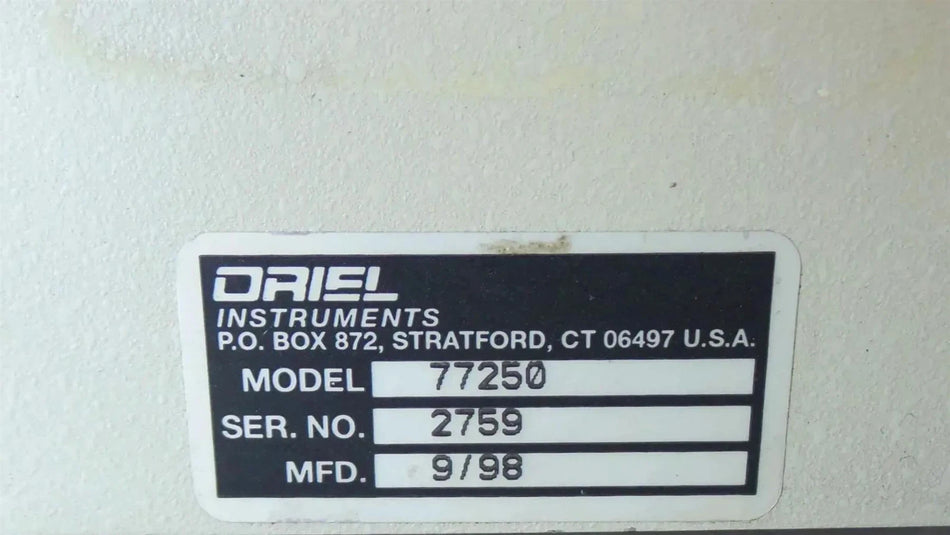 ORIEL
INSTRUMENTS
P.O. BOX 872, STRATFORD, CT 06497 U.S.A.
MODEL 77250
SER. NO. 2759
MFD. 9/98